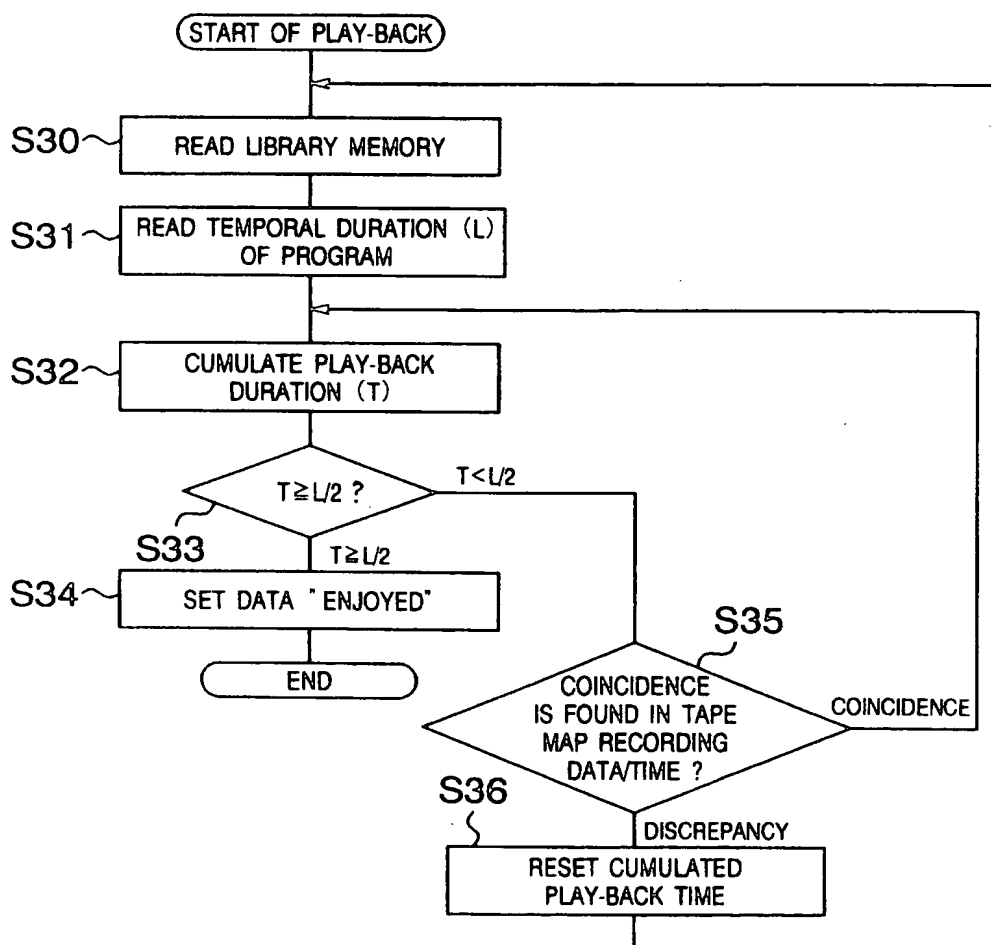 START OF PLAY-BACK
S30
READ LIBRARY MEMORY
S31
READ TEMPORAL DURATION (L)
OF PROGRAM
S32
CUMULATE PLAY-BACK
DURATION (T)
T≧L/2 ?
T<L/2
S33
T≧L/2
S34
SET DATA "ENJOYED"
END
S35
COINCIDENCE
IS FOUND IN TAPE
MAP RECORDING
DATA/TIME ?
COINCIDENCE
S36
DISCREPANCY
RESET CUMULATED
PLAY-BACK TIME